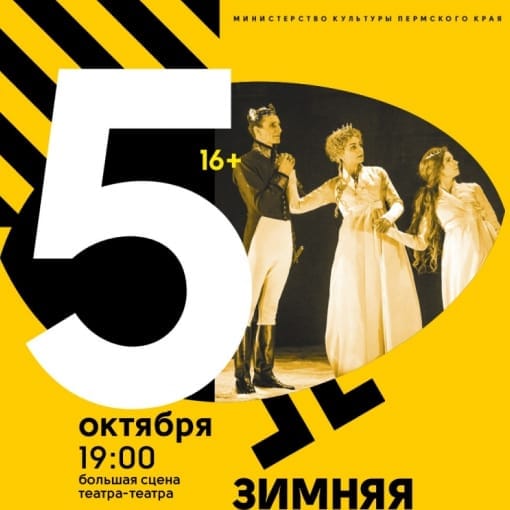 МИНИСТЕРСТВО КУЛЬТУРЫ ПЕРМСКОГО КРАЯ
5
16+
октября
19:00
большая сцена
театра-театра
ЗИМНЯЯ